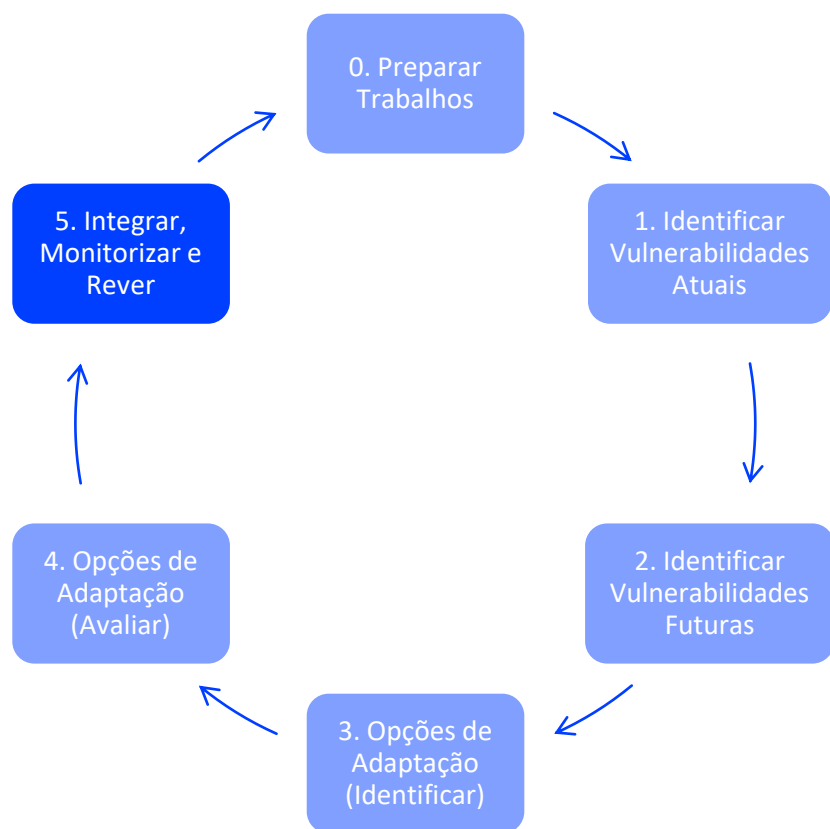 0. Preparar
Trabalhos
1. Identificar
Vulnerabilidades
Atuais
2. Identificar
Vulnerabilidades
Futuras
3. Opções de
Adaptação
(Identificar)
4. Opções de
Adaptação
(Avaliar)
5. Integrar,
Monitorizar e
Rever